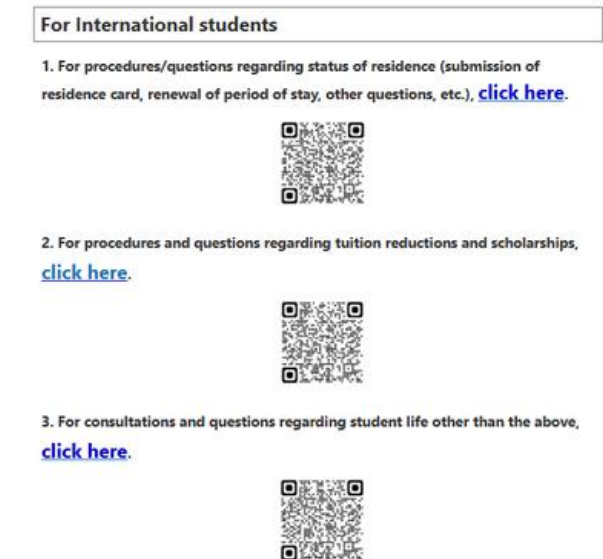 For International students
1. For procedures/questions regarding status of residence (submission of
residence card, renewal of period of stay, other questions, etc.), click here.
2. For procedures and questions regarding tuition reductions and scholarships,
click here.
3. For consultations and questions regarding student life other than the above,
click here.